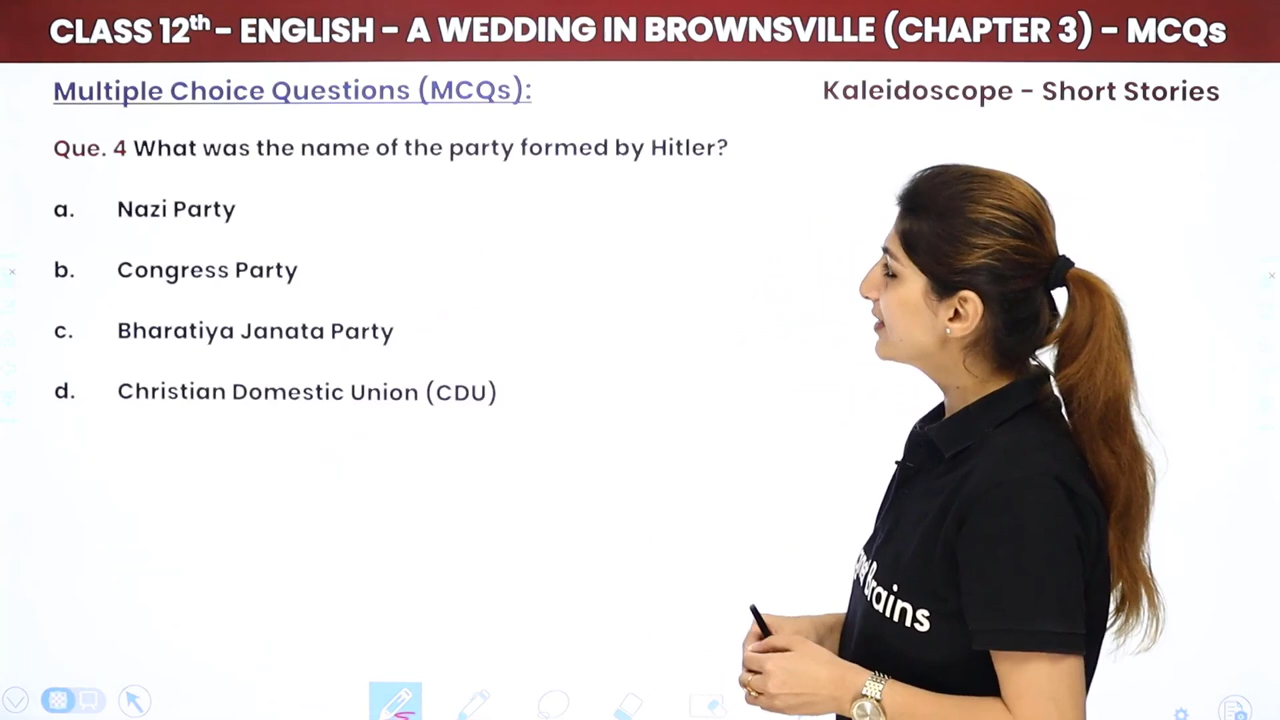 CLASS 12th – ENGLISH – A WEDDING IN BROWNSVILLE (CHAPTER 3) – MCQs
Multiple Choice Questions (MCQs):
Kaleidoscope - Short Stories
Que. 4 What was the name of the party formed by Hitler?
a. Nazi Party
b. Congress Party
c. Bharatiya Janata Party
d. Christian Domestic Union (CDU)
Brains